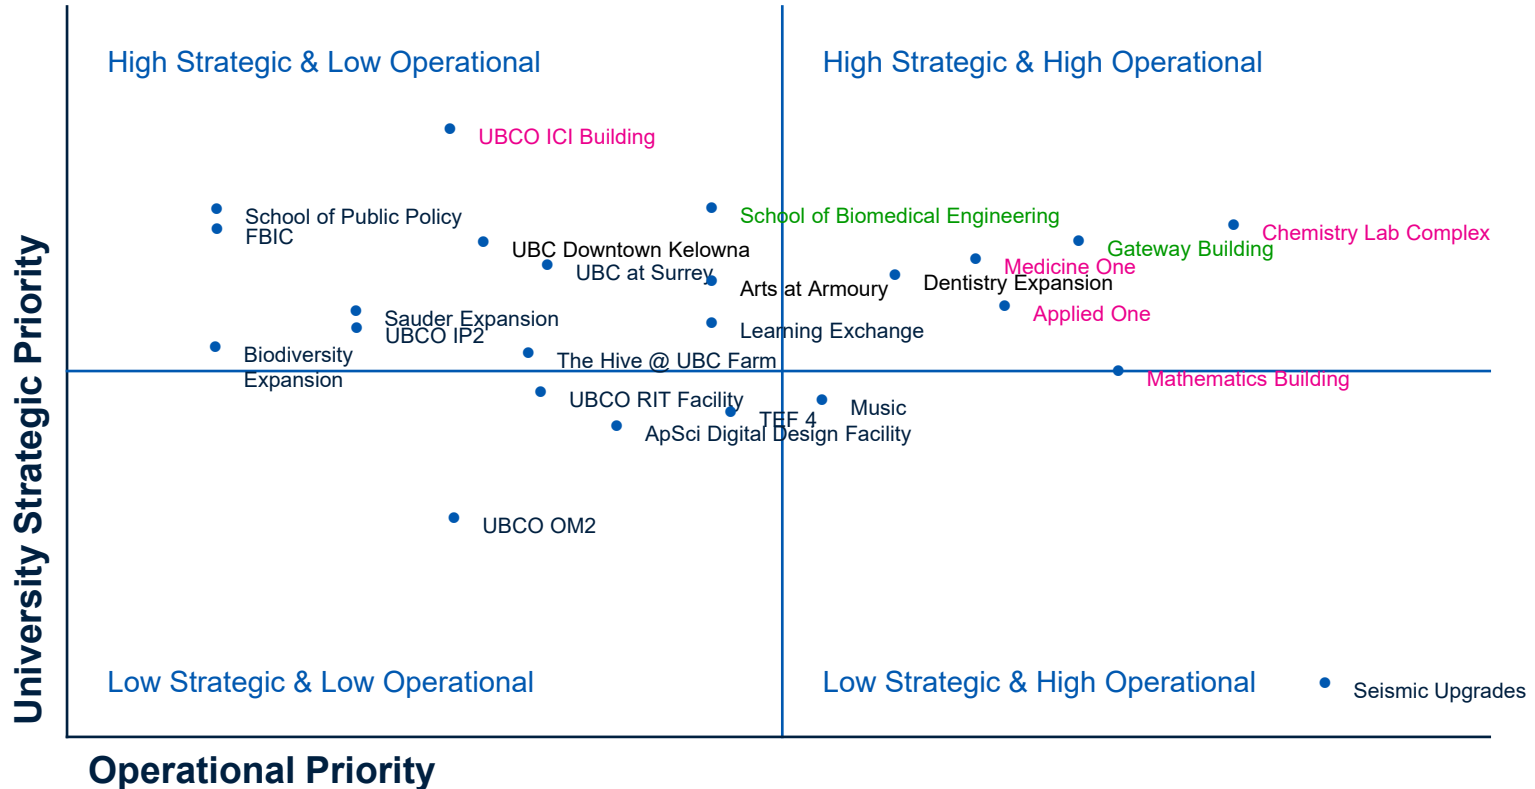 High Strategic & Low Operational
High Strategic & High Operational
UBCO ICI Building
School of Public Policy
FBIC
School of Biomedical Engineering
Chemistry Lab Complex
UBC Downtown Kelowna
Gateway Building
UBC at Surrey
Medicine One
Arts at Armoury
Dentistry Expansion
Sauder Expansion
Applied One
UBCO IP2
Learning Exchange
Biodiversity
Expansion
The Hive @ UBC Farm
Mathematics Building
UBCO RIT Facility
TEF 4
Music
ApSci Digital Design Facility
UBCO OM2
Low Strategic & Low Operational
Low Strategic & High Operational
Seismic Upgrades
University Strategic Priority
Operational Priority